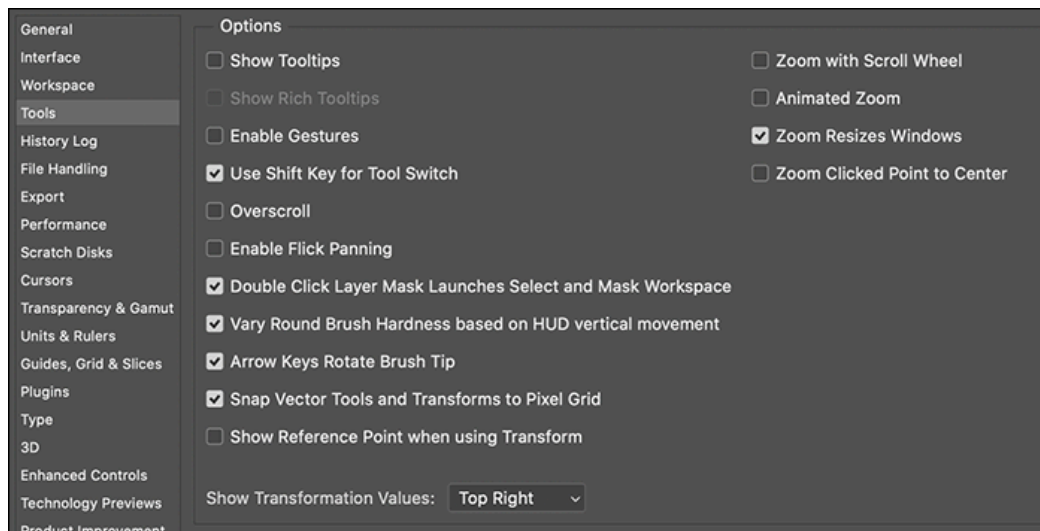 General
Interface
Workspace
Tools
History Log
File Handling
Export
Performance
Scratch Disks
Cursors
Transparency & Gamut
Units & Rulers
Guides, Grid & Slices
Plugins
Type
3D
Enhanced Controls
Technology Previews
Product Improvement
Options
Show Tooltips
Show Rich Tooltips
Enable Gestures
Use Shift Key for Tool Switch
Overscroll
Enable Flick Panning
Double Click Layer Mask Launches Select and Mask Workspace
Vary Round Brush Hardness based on HUD vertical movement
Arrow Keys Rotate Brush Tip
Snap Vector Tools and Transforms to Pixel Grid
Show Reference Point when using Transform
Zoom with Scroll Wheel
Animated Zoom
Zoom Resizes Windows
Zoom Clicked Point to Center
Show Transformation Values: Top Right